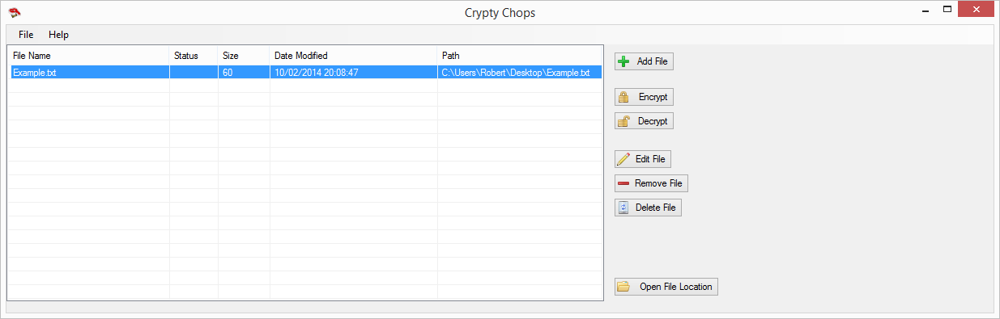 Crypty Chops
File Help
File Name Status Size Date Modified Path
Example.txt 60 10/02/2014 20:08:47 C:\Users\Robert\Desktop\Example.txt
Add File
Encrypt
Decrypt
Edit File
Remove File
Delete File
Open File Location